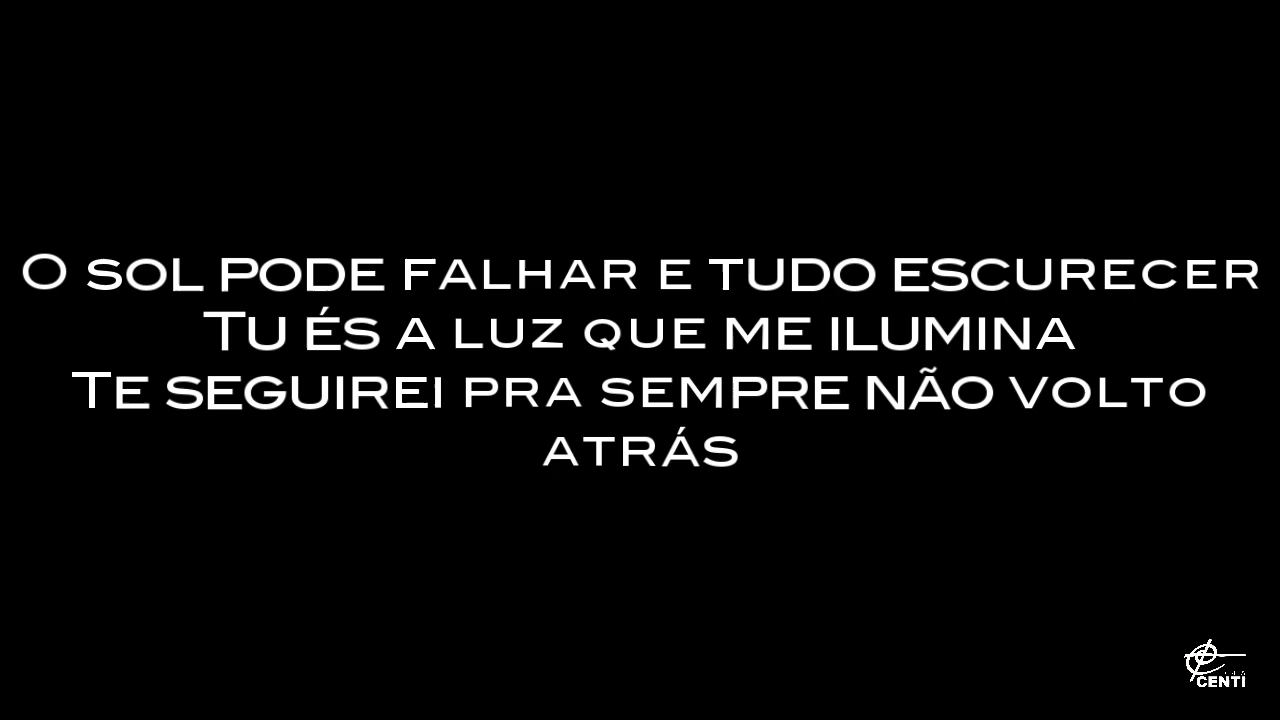 O SOL PODE FALHAR E TUDO ESCURECER
TU ÉS A LUZ QUE ME ILUMINA
TE SEGUIREI PRA SEMPRE NÃO VOLTO
ATRÁS
CENTI